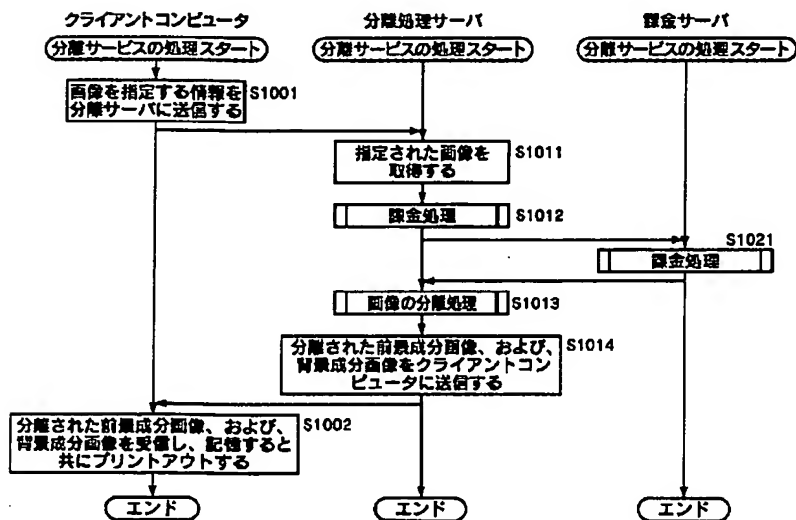 クライアントコンピュータ
分離処理サーバ
課金サーバ
分離サービスの処理スタート
分離サービスの処理スタート
分離サービスの処理スタート
画像を指定する情報を
分離サーバに送信する
S1001
指定された画像を
取得する
S1011
課金処理
S1012
S1021
課金処理
画像の分離処理
S1013
分離された前景成分画像、および、
背景成分画像をクライアントコン
ピュータに送信する
S1014
分離された前景成分画像、および、
背景成分画像を受信し、記憶すると
共にプリントアウトする
S1002
エンド
エンド
エンド